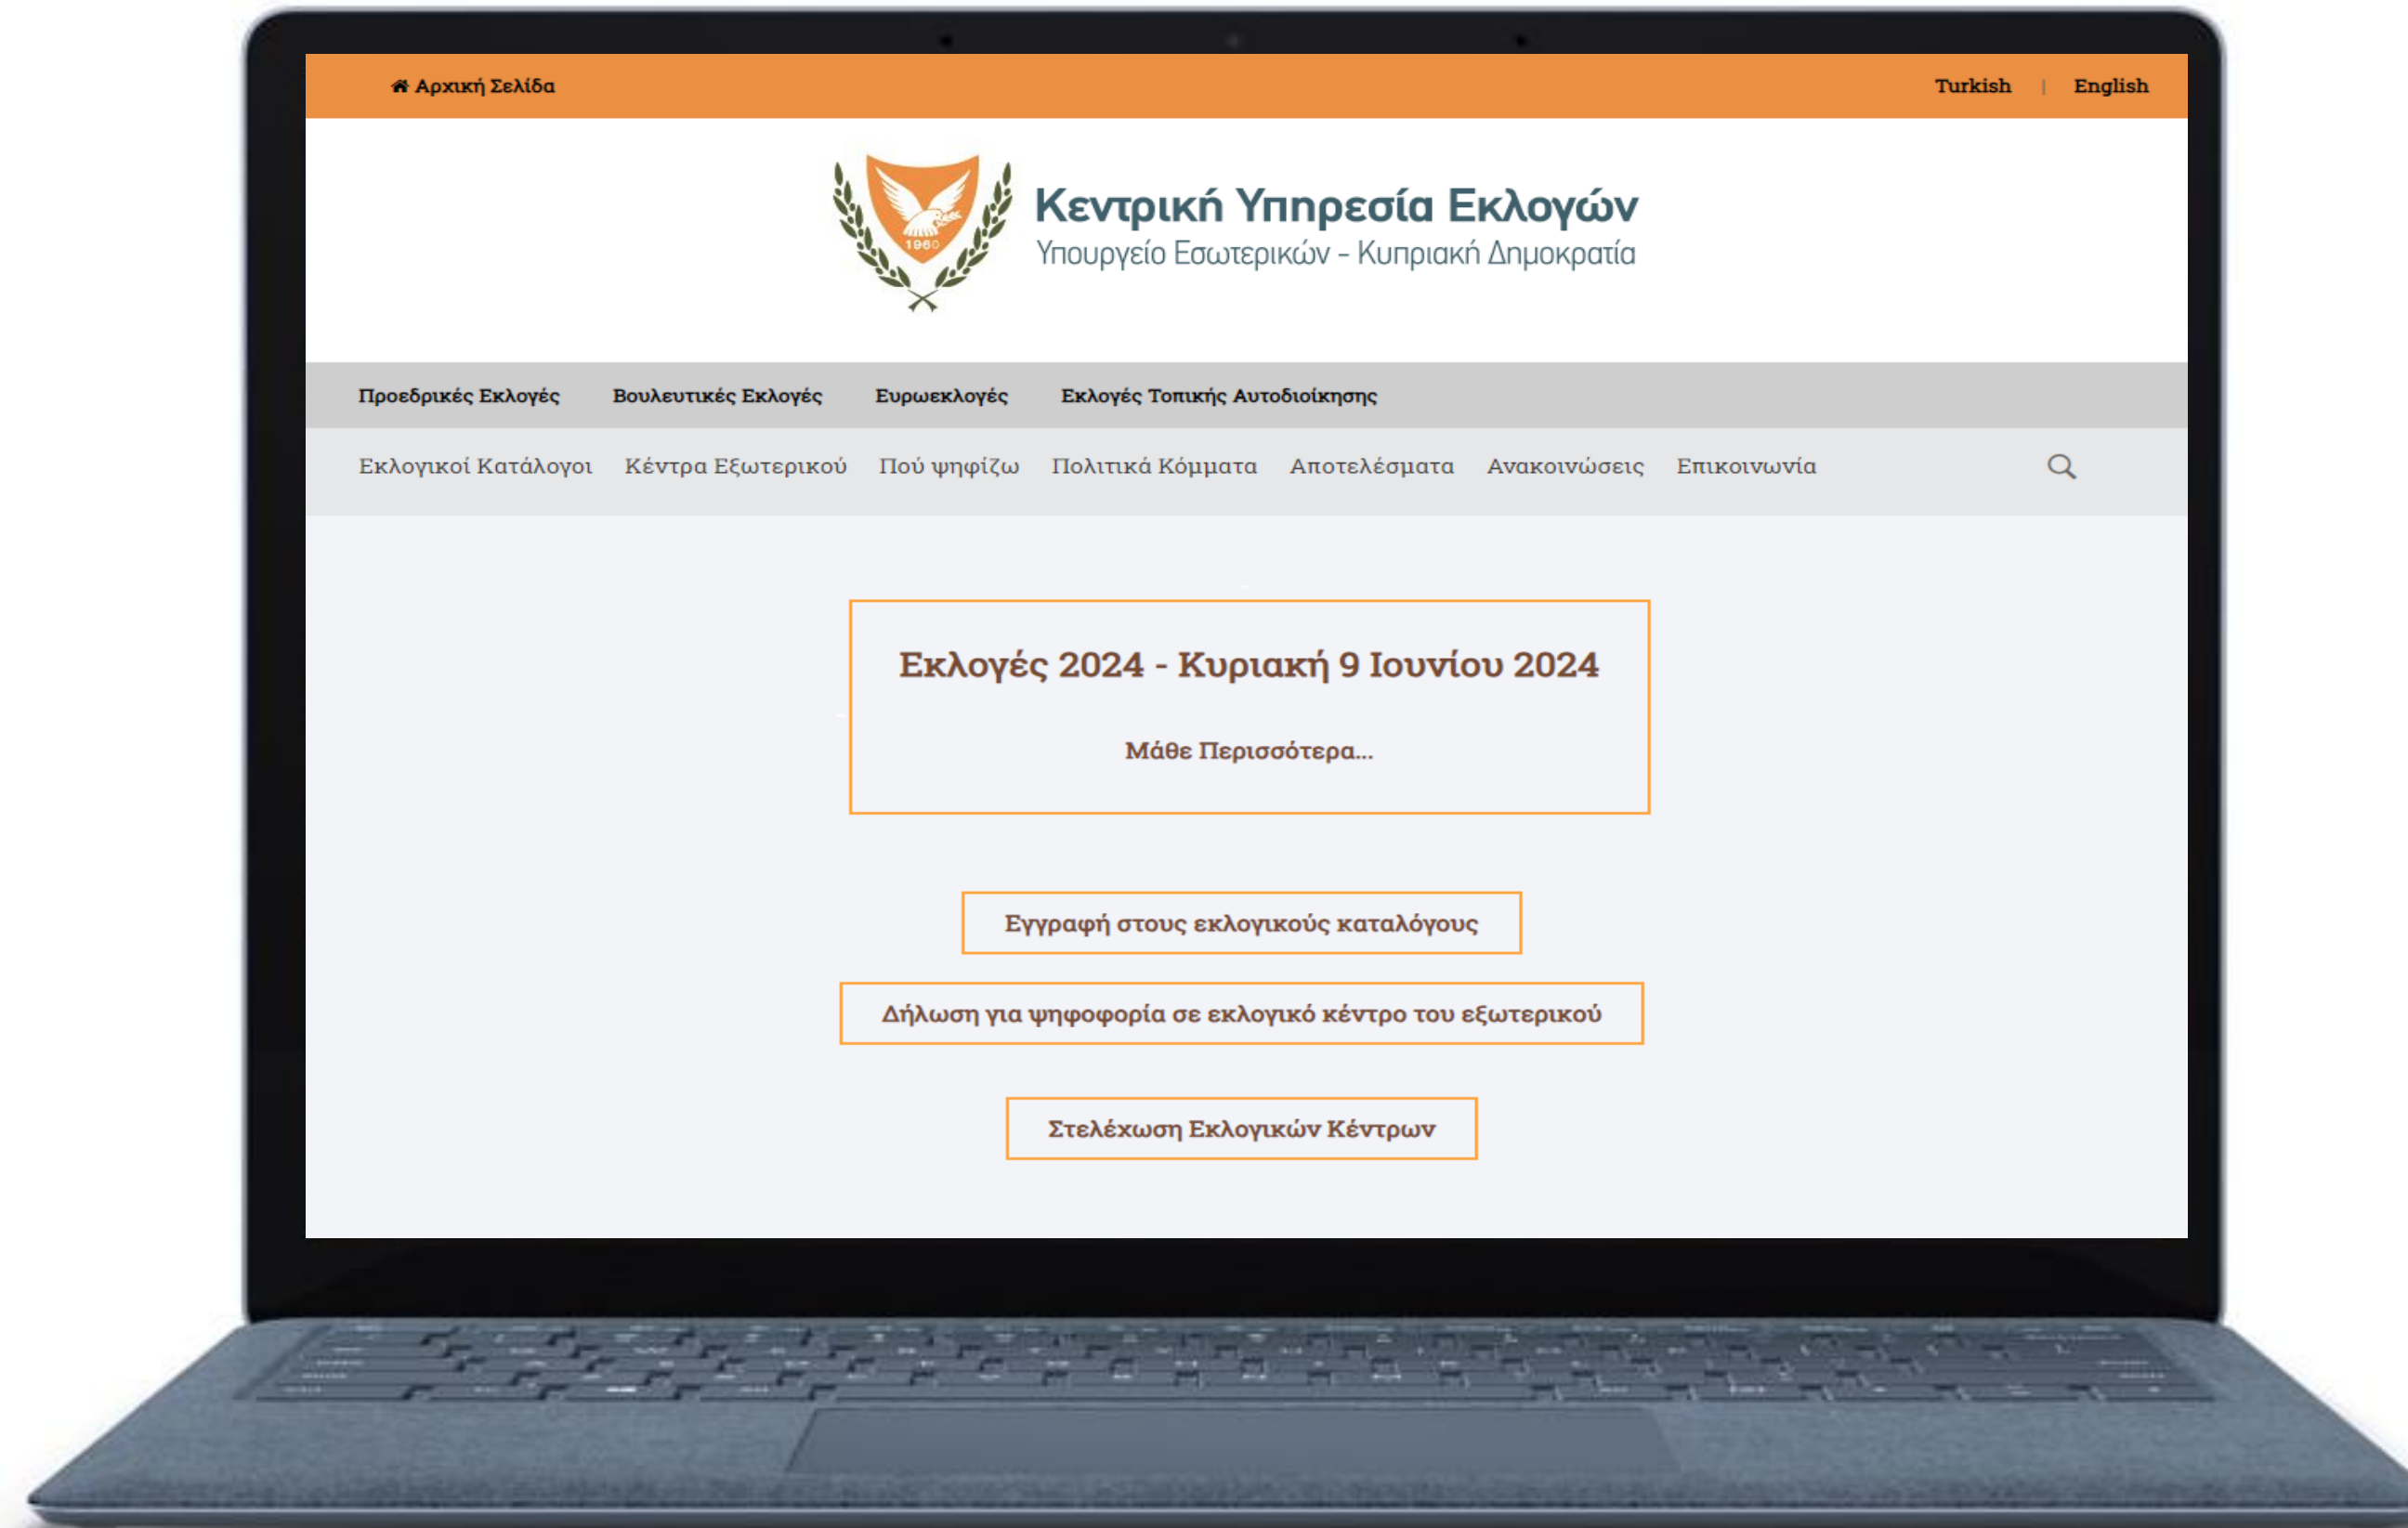 Αρχική Σελίδα
Turkish | English
1960
Κεντρική Υπηρεσία Εκλογών
Υπουργείο Εσωτερικών - Κυπριακή Δημοκρατία
Προεδρικές Εκλογές Βουλευτικές Εκλογές Ευρωεκλογές Εκλογές Τοπικής Αυτοδιοίκησης
Εκλογικοί Κατάλογοι Κέντρα Εξωτερικού Πού ψηφίζω Πολιτικά Κόμματα Αποτελέσματα Ανακοινώσεις Επικοινωνία
Εκλογές 2024 - Κυριακή 9 Ιουνίου 2024
Μάθε Περισσότερα...
Εγγραφή στους εκλογικούς καταλόγους
Δήλωση για ψηφοφορία σε εκλογικό κέντρο του εξωτερικού
Στελέχωση Εκλογικών Κέντρων